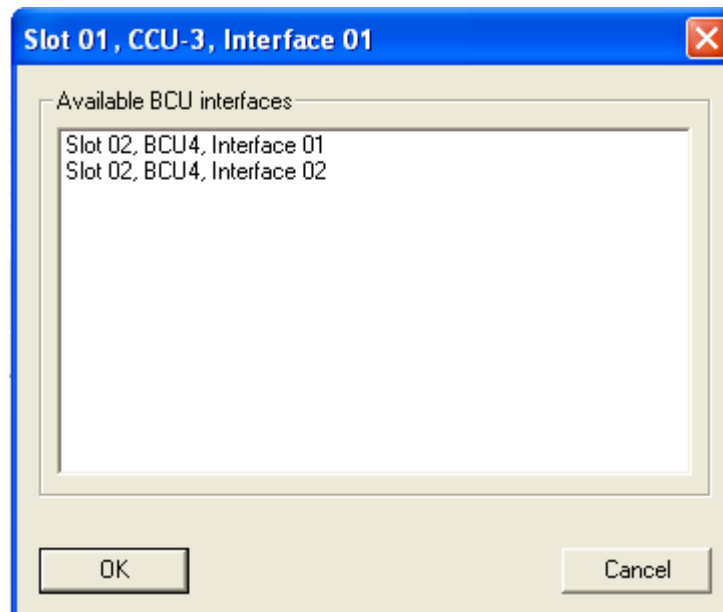 Slot 01, CCU-3, Interface 01
Available BCU interfaces
Slot 02, BCU4, Interface 01
Slot 02, BCU4, Interface 02
OK
Cancel